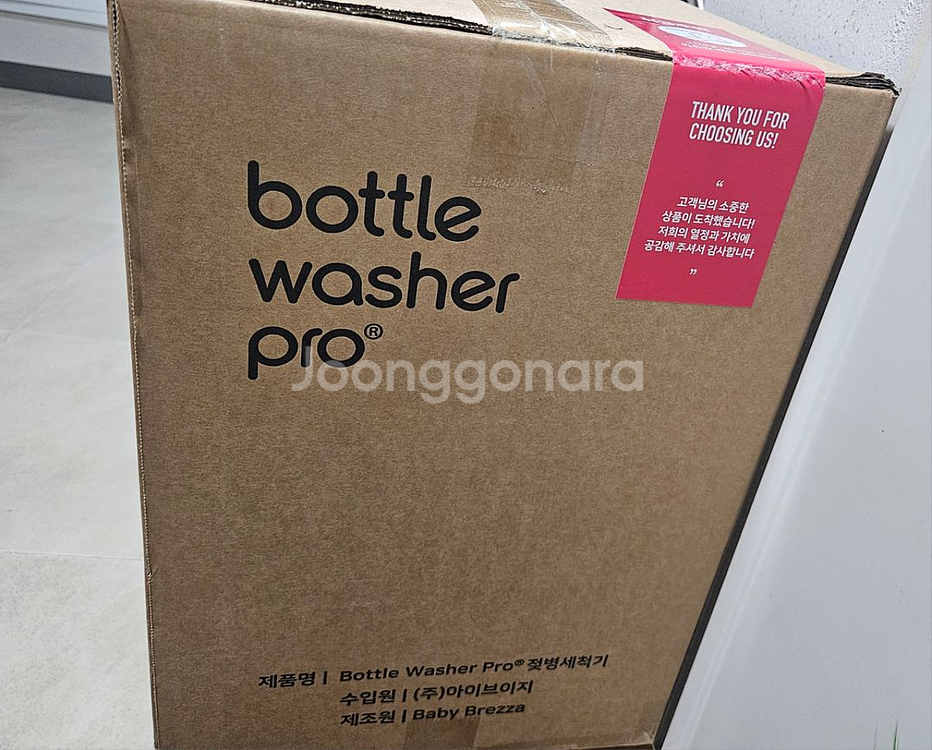 THANK YOU FOR
CHOOSING US!
“
고객님의 소중한
상품이 도착했습니다!
저희의 열정과 가치에
공감해 주셔서 감사합니다
”
bottle
washer
pro®
Joonggonara
제품명 | Bottle Washer Pro® 젖병세척기
수입원 | (주)아이브이지
제조원 | Baby Brezza